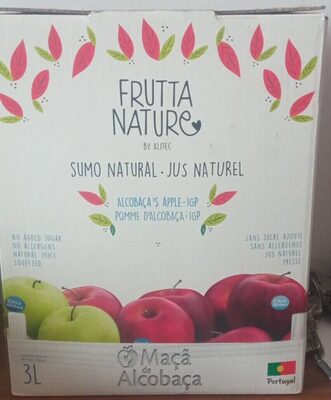 FRUTTA
NATURE
BY ALITEC
SUMO NATURAL · JUS NATUREL
ALCOBAÇA'S APPLE · IGP
POMME D'ALCOBAÇA · IGP
NO ADDED SUGAR
NO ALLERGENS
NATURAL JUICE
SQUEEZED
SANS SUCRE AJOUTÉ
SANS ALLERGÈNES
JUS NATUREL
PRESSÉ
3L
Maçã
de
Alcobaça
Portugal